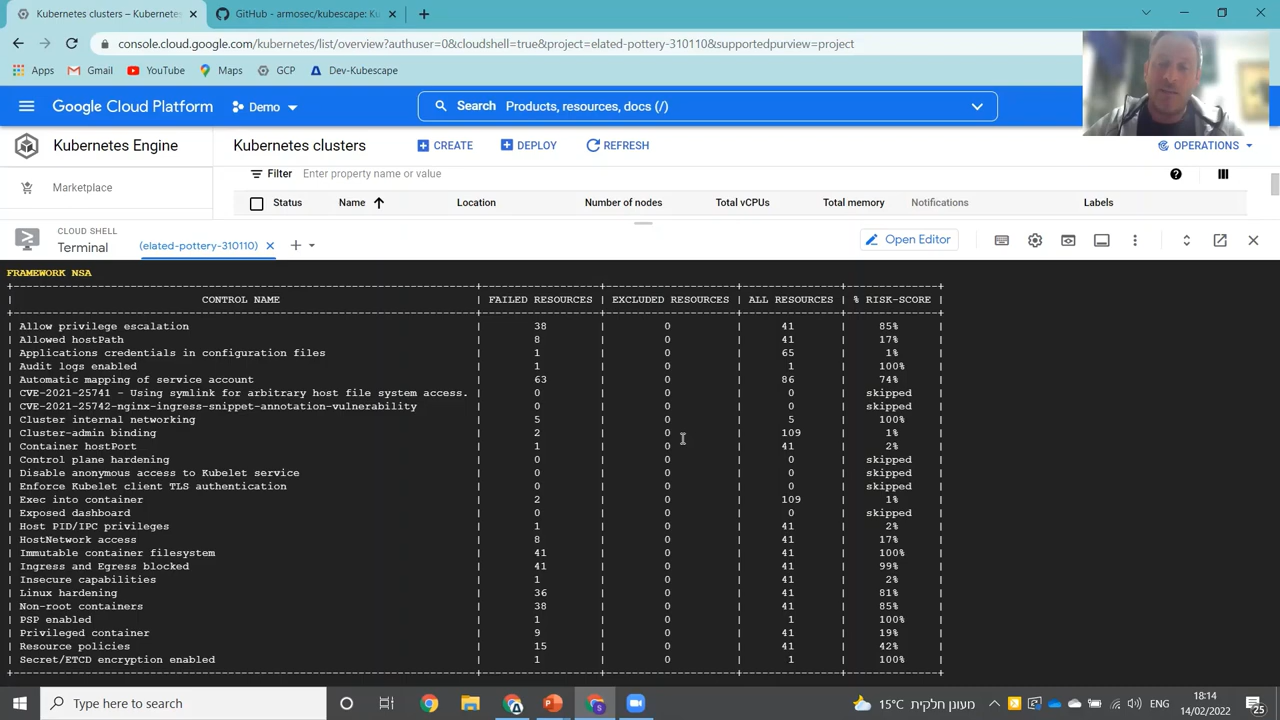 Kubernetes clusters – Kubernetes
GitHub - armosec/kubescape: Ku
console.cloud.google.com/kubernetes/list/overview?authuser=0&cloudshell=true&project=elated-pottery-310110&supportedpurview=project
Apps Gmail YouTube Maps GCP Dev-Kubescape
Google Cloud Platform Demo Search Products, resources, docs (/)
Kubernetes Engine Kubernetes clusters CREATE DEPLOY REFRESH OPERATIONS
Marketplace Filter Enter property name or value
Status Name Location Number of nodes Total vCPUs Total memory Notifications Labels
CLOUD SHELL
Terminal (elated-pottery-310110) Open Editor
FRAMEWORK NSA
CONTROL NAME | FAILED RESOURCES | EXCLUDED RESOURCES | ALL RESOURCES | % RISK-SCORE |
| Allow privilege escalation | 38 | 0 | 41 | 85% |
| Allowed hostPath | 8 | 0 | 41 | 17% |
| Applications credentials in configuration files | 1 | 0 | 65 | 1% |
| Audit logs enabled | 1 | 0 | 1 | 100% |
| Automatic mapping of service account | 63 | 0 | 86 | 74% |
| CVE-2021-25741 - Using symlink for arbitrary host file system access. | 0 | 0 | 0 | skipped |
| CVE-2021-25742-nginx-ingress-snippet-annotation-vulnerability | 0 | 0 | 0 | skipped |
| Cluster internal networking | 5 | 0 | 5 | 100% |
| Cluster-admin binding | 2 | 0 | 109 | 1% |
| Container hostPort | 1 | 0 | 41 | 2% |
| Control plane hardening | 0 | 0 | 0 | skipped |
| Disable anonymous access to Kubelet service | 0 | 0 | 0 | skipped |
| Enforce Kubelet client TLS authentication | 0 | 0 | 0 | skipped |
| Exec into container | 2 | 0 | 109 | 1% |
| Exposed dashboard | 0 | 0 | 0 | skipped |
| Host PID/IPC privileges | 1 | 0 | 41 | 2% |
| HostNetwork access | 8 | 0 | 41 | 17% |
| Immutable container filesystem | 41 | 0 | 41 | 100% |
| Ingress and Egress blocked | 41 | 0 | 41 | 99% |
| Insecure capabilities | 1 | 0 | 41 | 2% |
| Linux hardening | 36 | 0 | 41 | 81% |
| Non-root containers | 38 | 0 | 41 | 85% |
| PSP enabled | 1 | 0 | 1 | 100% |
| Privileged container | 9 | 0 | 41 | 19% |
| Resource policies | 15 | 0 | 41 | 42% |
| Secret/ETCD encryption enabled | 1 | 0 | 1 | 100% |
Type here to search 15°C מעונן חלקית ENG 18:14
14/02/2022 25